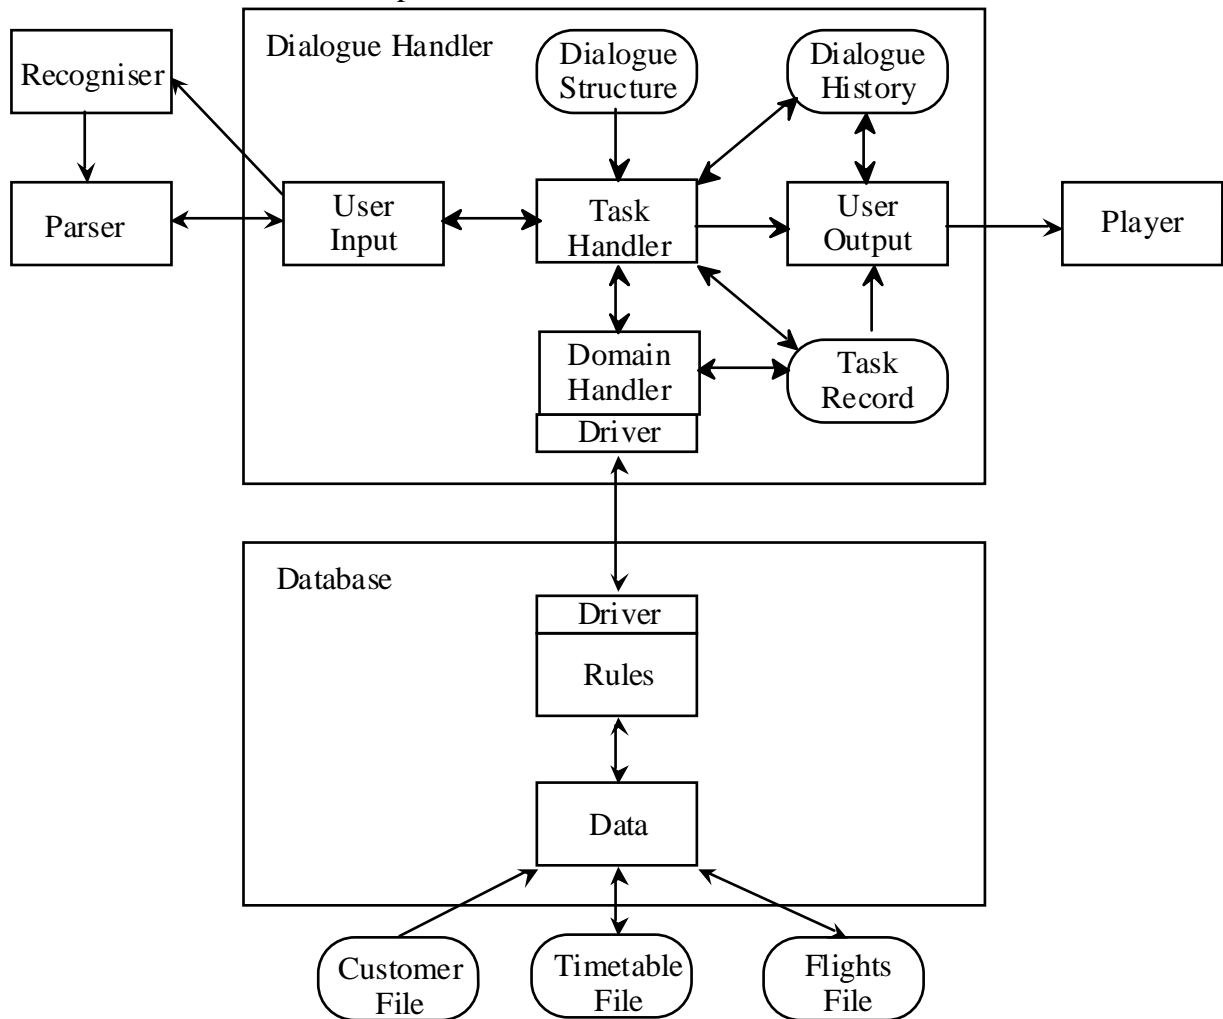 Dialogue Handler
Recogniser
Dialogue
Structure
Dialogue
History
Parser
User
Input
Task
Handler
User
Output
Player
Domain
Handler
Driver
Task
Record
Database
Driver
Rules
Data
Customer
File
Timetable
File
Flights
File